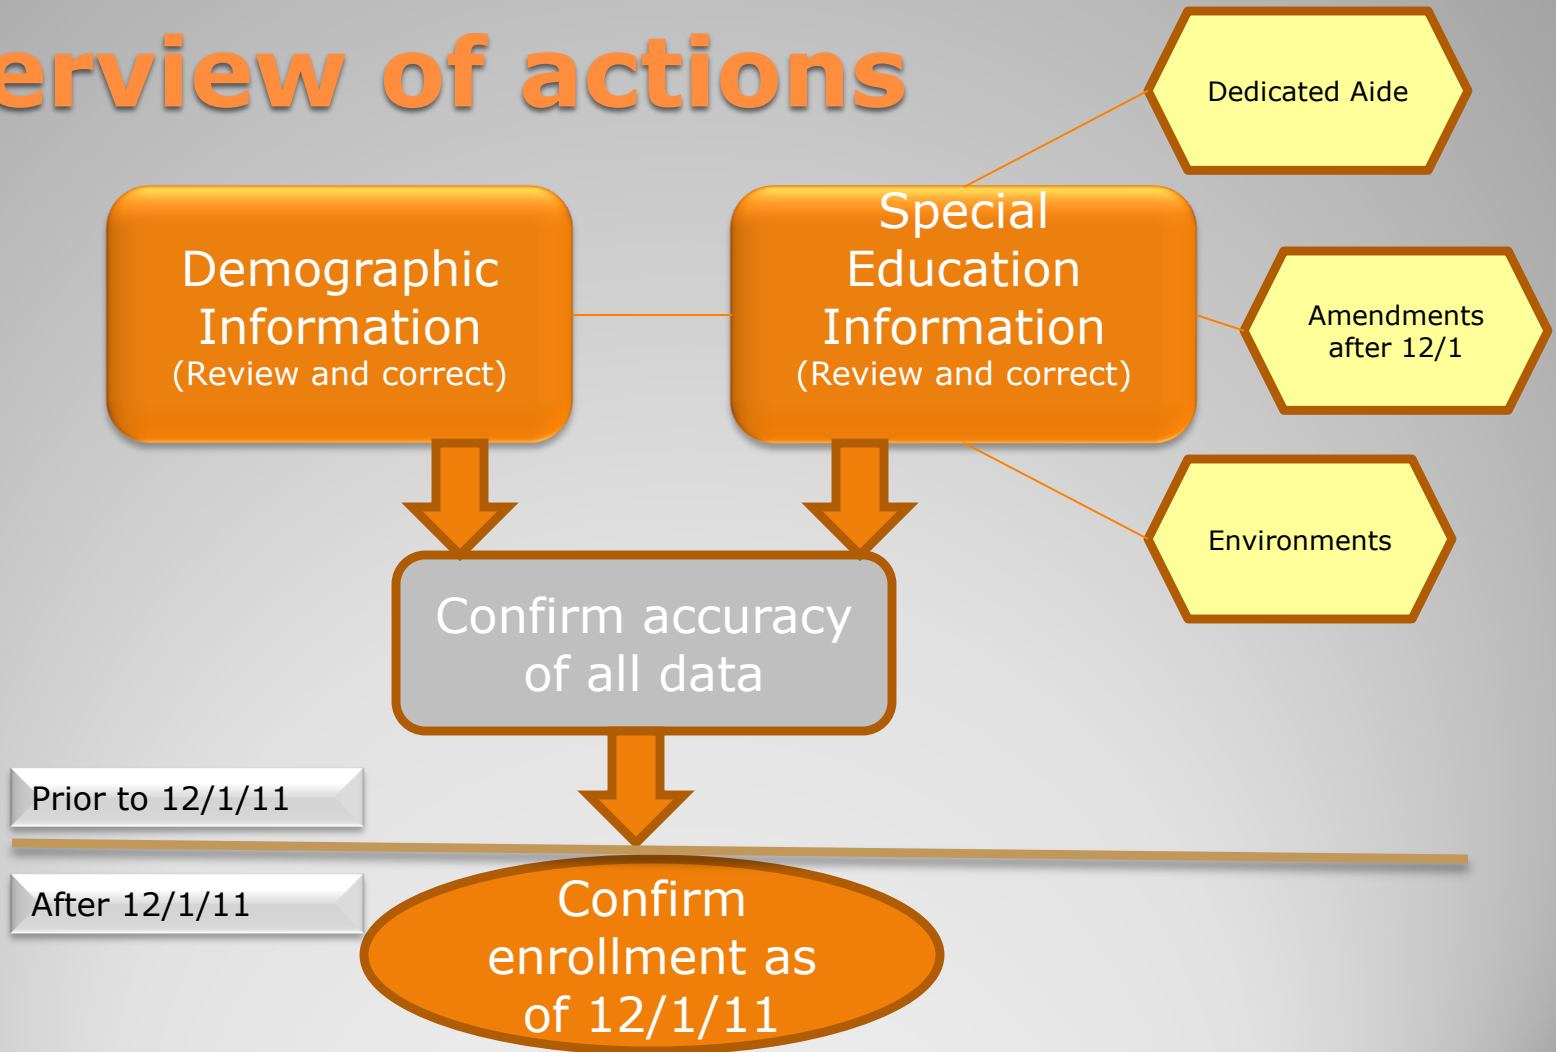 erview of actions
Dedicated Aide
Demographic
Information
(Review and correct)
Special
Education
Information
(Review and correct)
Amendments
after 12/1
Environments
Confirm accuracy
of all data
Prior to 12/1/11
After 12/1/11
Confirm
enrollment as
of 12/1/11